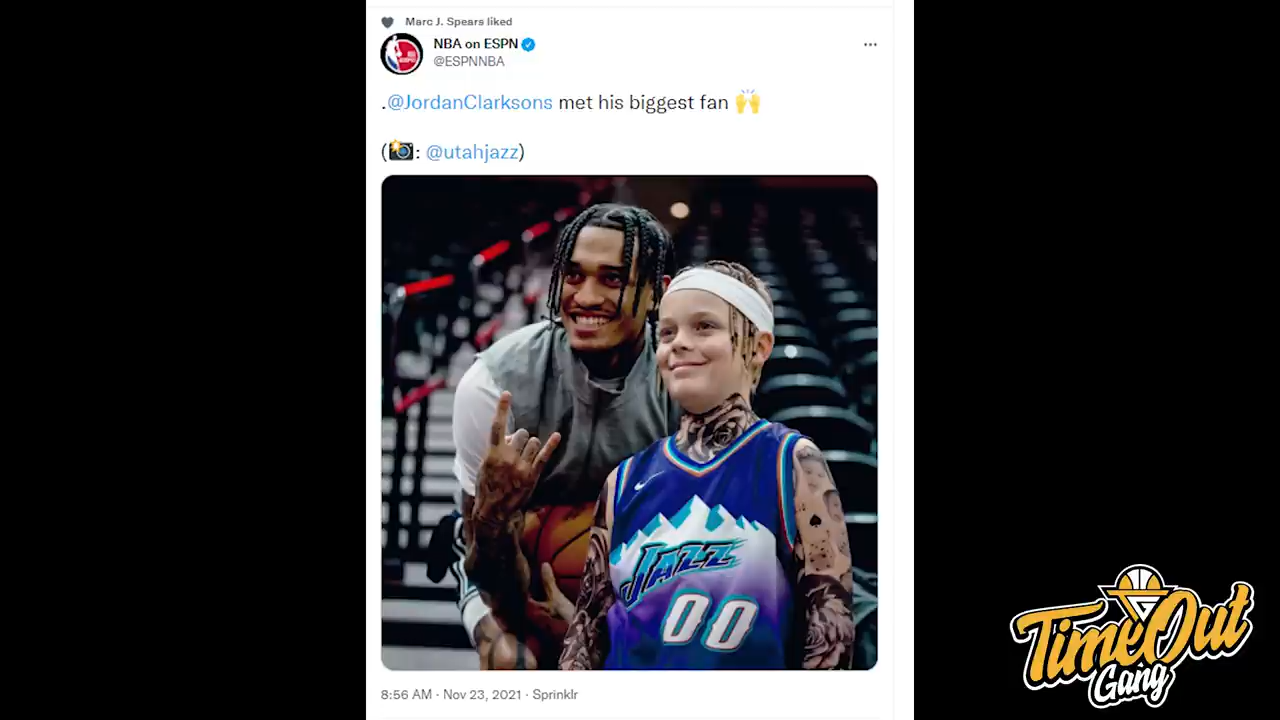 Marc J. Spears liked
NBA on ESPN
@ESPNNBA
.@JordanClarksons met his biggest fan 🙌
(📸: @utahjazz)
JAZZ
00
8:56 AM · Nov 23, 2021 · Sprinklr
TimeOut
Gang